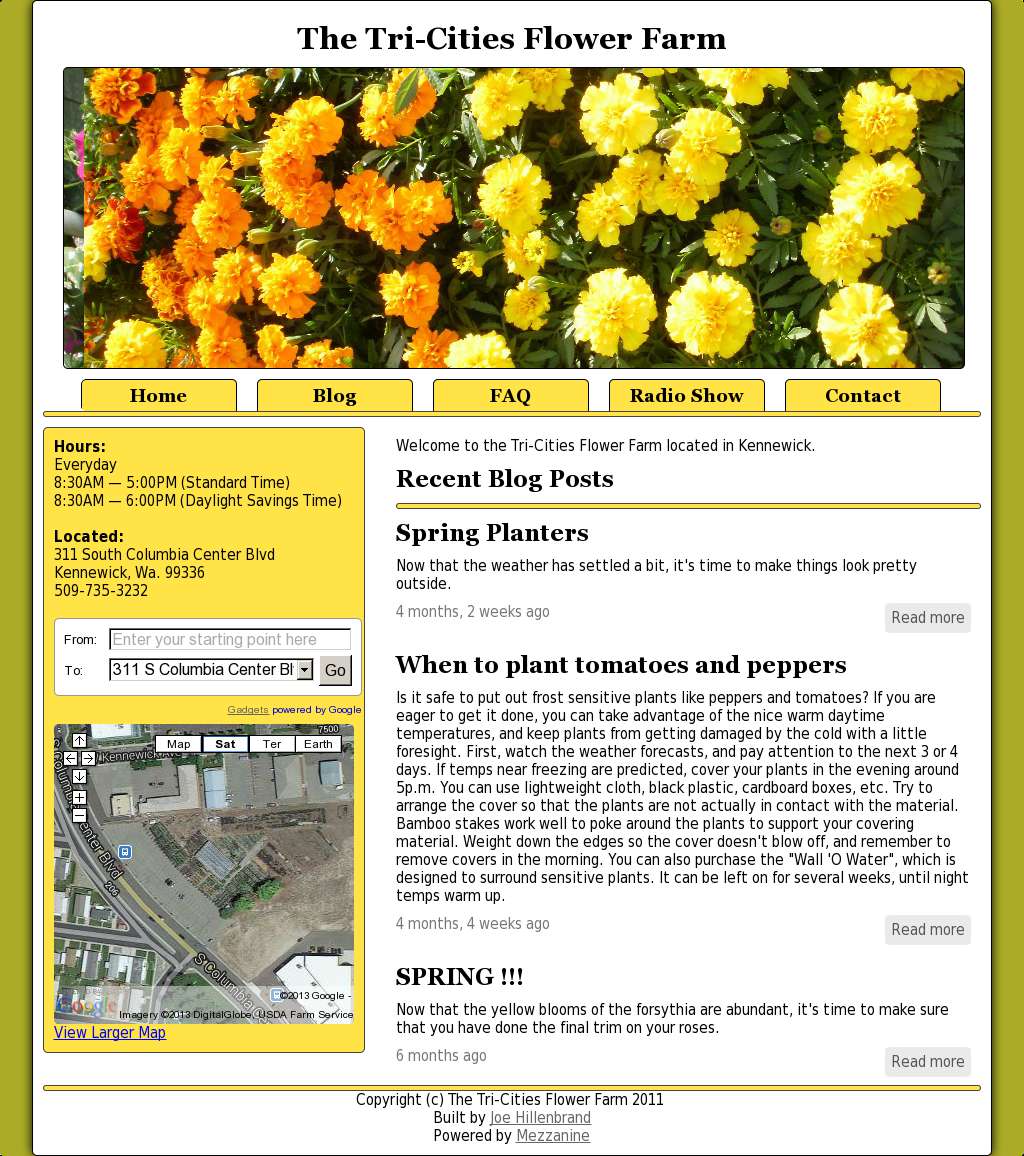 The Tri-Cities Flower Farm
Home Blog FAQ Radio Show Contact
Hours:
Everyday
8:30AM — 5:00PM (Standard Time)
8:30AM — 6:00PM (Daylight Savings Time)
Located:
311 South Columbia Center Blvd
Kennewick, Wa. 99336
509-735-3232
From: Enter your starting point here
To: 311 S Columbia Center Bl Go
Gadgets powered by Google
7500
Map Sat Ter Earth
Kennewick
Center Blvd
206
S Columbia
Google
©2013 Google -
Imagery ©2013 DigitalGlobe, USDA Farm Service
View Larger Map
Welcome to the Tri-Cities Flower Farm located in Kennewick.
Recent Blog Posts
Spring Planters
Now that the weather has settled a bit, it's time to make things look pretty
outside.
4 months, 2 weeks ago
Read more
When to plant tomatoes and peppers
Is it safe to put out frost sensitive plants like peppers and tomatoes? If you are
eager to get it done, you can take advantage of the nice warm daytime
temperatures, and keep plants from getting damaged by the cold with a little
foresight. First, watch the weather forecasts, and pay attention to the next 3 or 4
days. If temps near freezing are predicted, cover your plants in the evening around
5p.m. You can use lightweight cloth, black plastic, cardboard boxes, etc. Try to
arrange the cover so that the plants are not actually in contact with the material.
Bamboo stakes work well to poke around the plants to support your covering
material. Weight down the edges so the cover doesn't blow off, and remember to
remove covers in the morning. You can also purchase the "Wall 'O Water", which is
designed to surround sensitive plants. It can be left on for several weeks, until night
temps warm up.
4 months, 4 weeks ago
Read more
SPRING !!!
Now that the yellow blooms of the forsythia are abundant, it's time to make sure
that you have done the final trim on your roses.
6 months ago
Read more
Copyright (c) The Tri-Cities Flower Farm 2011
Built by Joe Hillenbrand
Powered by Mezzanine